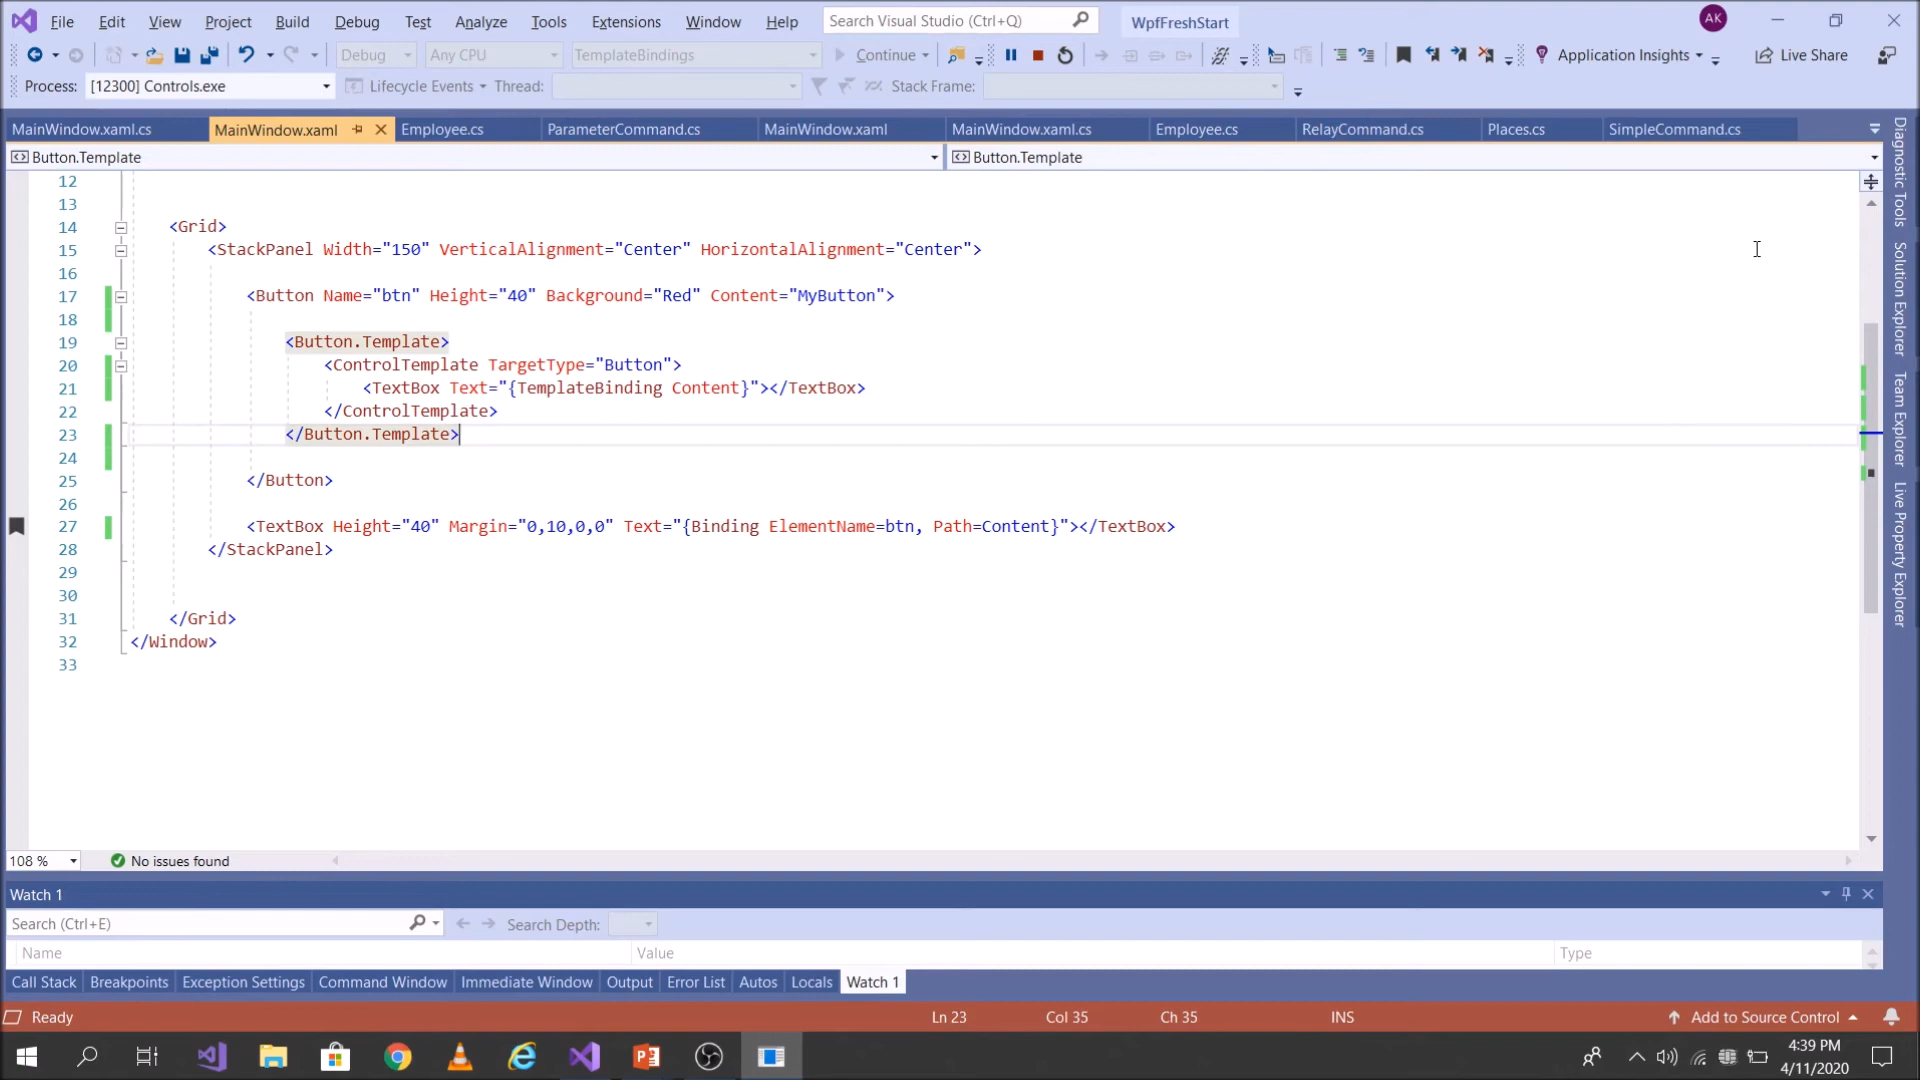 File Edit View Project Build Debug Test Analyze Tools Extensions Window Help Search Visual Studio (Ctrl+Q) WpfFreshStart AK
Debug Any CPU TemplateBindings Continue Application Insights Live Share
Process: [12300] Controls.exe Lifecycle Events Thread: Stack Frame:
MainWindow.xaml.cs MainWindow.xaml Employee.cs ParameterCommand.cs MainWindow.xaml MainWindow.xaml.cs Employee.cs RelayCommand.cs Places.cs SimpleCommand.cs
Button.Template Button.Template
12
13
14 <Grid>
15 <StackPanel Width="150" VerticalAlignment="Center" HorizontalAlignment="Center">
16
17 <Button Name="btn" Height="40" Background="Red" Content="MyButton">
18
19 <Button.Template>
20 <ControlTemplate TargetType="Button">
21 <TextBox Text="{TemplateBinding Content}"></TextBox>
22 </ControlTemplate>
23 </Button.Template>
24
25 </Button>
26
27 <TextBox Height="40" Margin="0,10,0,0" Text="{Binding ElementName=btn, Path=Content}"></TextBox>
28 </StackPanel>
29
30
31 </Grid>
32 </Window>
33
Diagnostic Tools
Solution Explorer
Team Explorer
Live Property Explorer
108 % No issues found
Watch 1
Search (Ctrl+E) Search Depth:
Name Value Type
Call Stack Breakpoints Exception Settings Command Window Immediate Window Output Error List Autos Locals Watch 1
Ready Ln 23 Col 35 Ch 35 INS Add to Source Control
4:39 PM
4/11/2020